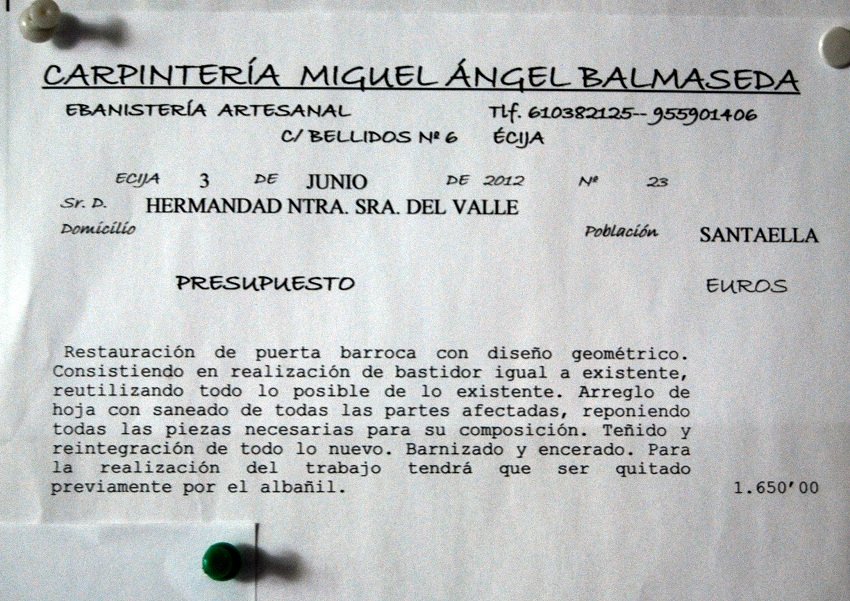 CARPINTERÍA MIGUEL ÁNGEL BALMASEDA
EBANISTERÍA ARTESANAL Tlf. 610382125-- 955901406
C/ BELLIDOS Nº 6 ÉCIJA
ECIJA 3 DE JUNIO DE 2012 Nº 23
Sr. D. HERMANDAD NTRA. SRA. DEL VALLE
Domicilio Población SANTAELLA
PRESUPUESTO EUROS
Restauración de puerta barroca con diseño geométrico.
Consistiendo en realización de bastidor igual a existente,
reutilizando todo lo posible de lo existente. Arreglo de
hoja con saneado de todas las partes afectadas, reponiendo
todas las piezas necesarias para su composición. Teñido y
reintegración de todo lo nuevo. Barnizado y encerado. Para
la realización del trabajo tendrá que ser quitado
previamente por el albañil. 1.650'00